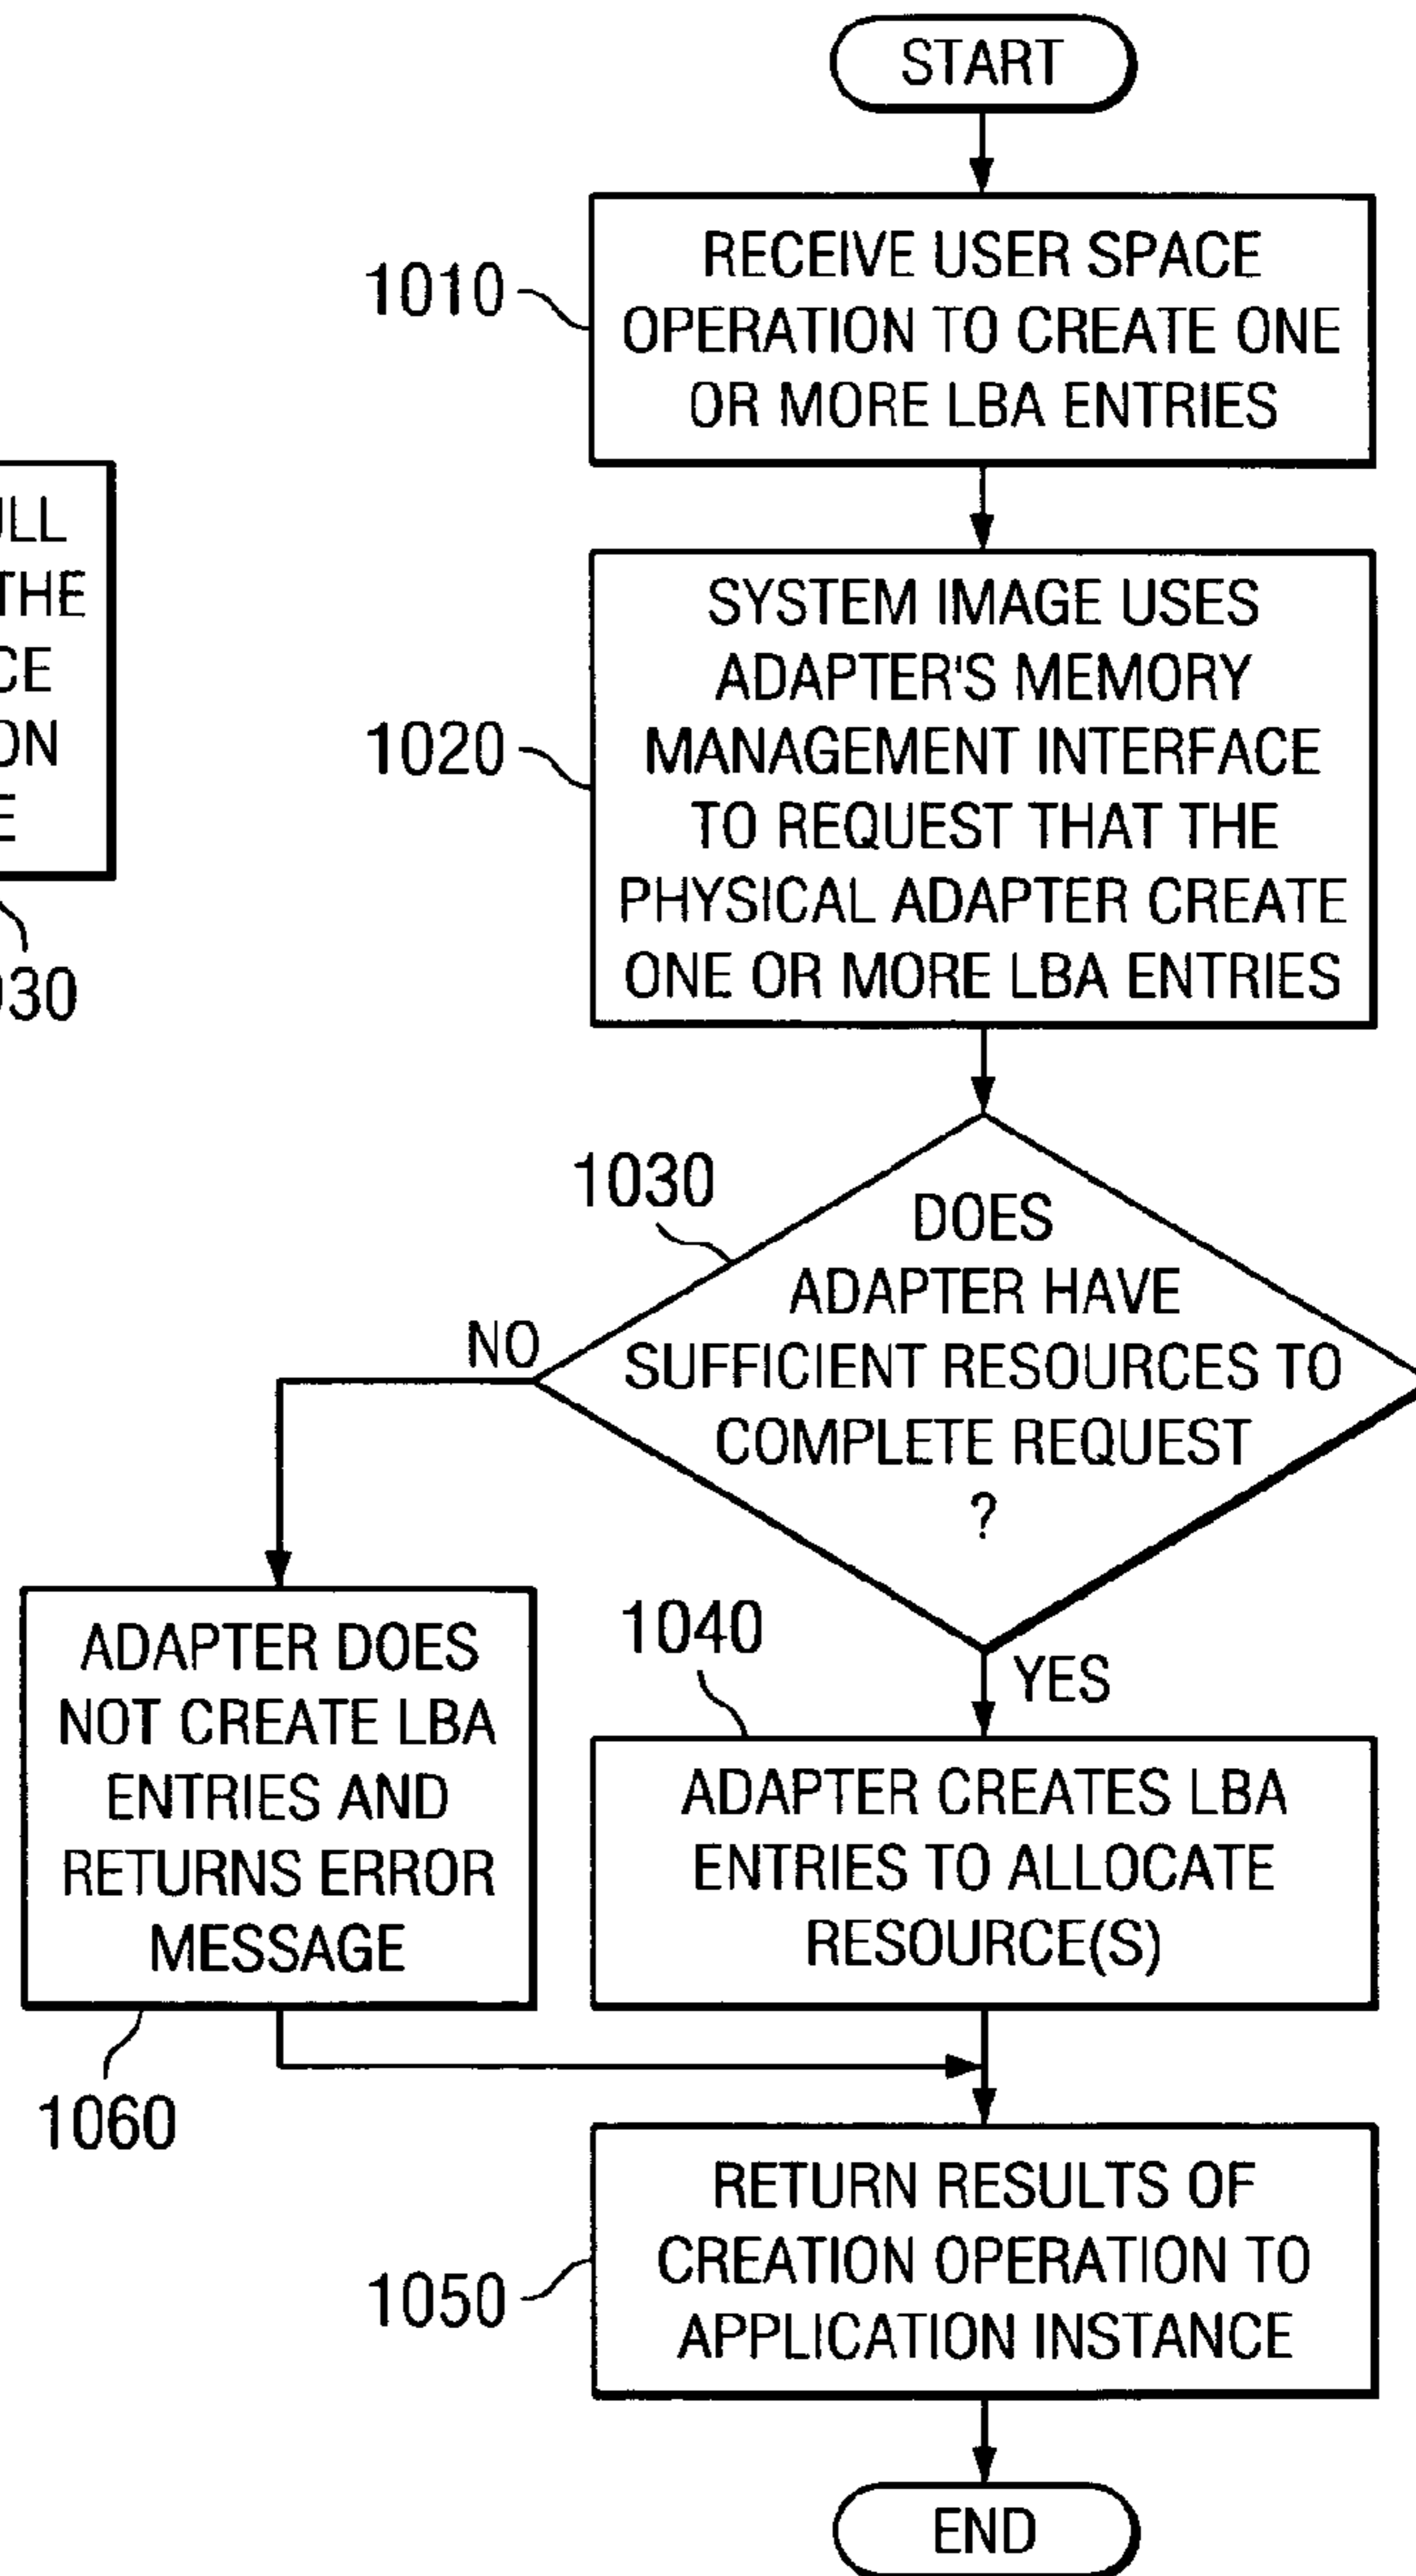 START
1010
RECEIVE USER SPACE
OPERATION TO CREATE ONE
OR MORE LBA ENTRIES
THE
1020
SYSTEM IMAGE USES
ADAPTER'S MEMORY
MANAGEMENT INTERFACE
TO REQUEST THAT THE
PHYSICAL ADAPTER CREATE
ONE OR MORE LBA ENTRIES
1030
DOES
ADAPTER HAVE
SUFFICIENT RESOURCES TO
COMPLETE REQUEST
?
NO
YES
ADAPTER DOES
NOT CREATE LBA
ENTRIES AND
RETURNS ERROR
MESSAGE
1060
1040
ADAPTER CREATES LBA
ENTRIES TO ALLOCATE
RESOURCE(S)
1050
RETURN RESULTS OF
CREATION OPERATION TO
APPLICATION INSTANCE
END